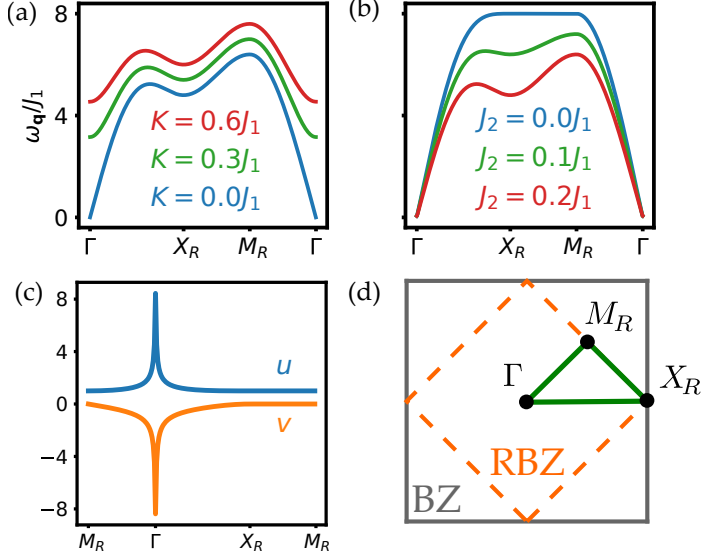 (a)
8
4
0
ω_q/J_1
K = 0.6J_1
K = 0.3J_1
K = 0.0J_1
Γ X_R M_R Γ
(b)
J_2 = 0.0J_1
J_2 = 0.1J_1
J_2 = 0.2J_1
Γ X_R M_R Γ
(c)
8
4
0
−4
−8
u
v
M_R Γ X_R M_R
(d)
M_R
Γ
X_R
RBZ
BZ